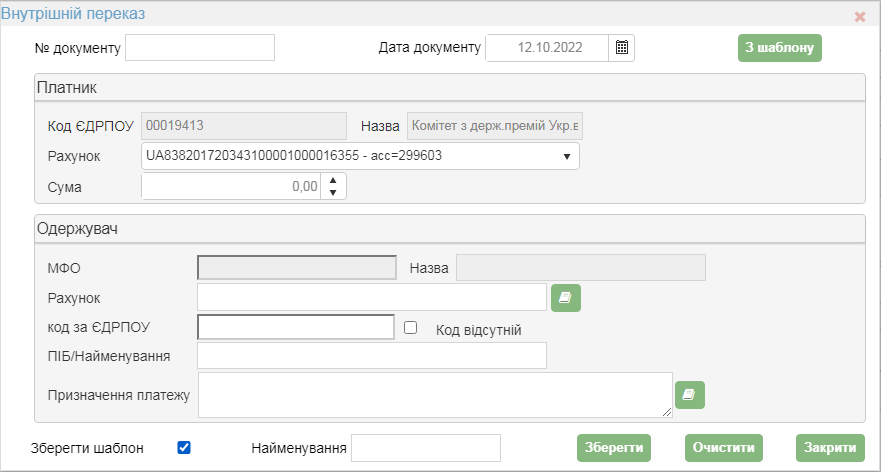 Внутрішній переказ
№ документу Дата документу 12.10.2022 З шаблону
Платник
Код ЄДРПОУ 00019413 Назва Комітет з держ.премій Укр.в
Рахунок UA838201720343100001000016355 - acc=299603
Сума 0,00
Одержувач
МФО Назва
Рахунок
код за ЄДРПОУ Код відсутній
ПІБ/Найменування
Призначення платежу
Зберегти шаблон Найменування Зберегти Очистити Закрити